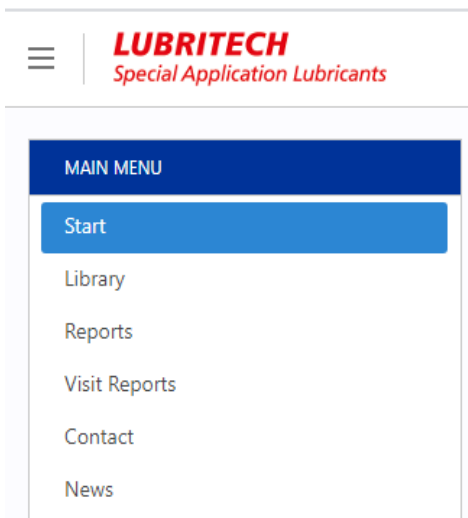 LUBRITECH
Special Application Lubricants
MAIN MENU
Start
Library
Reports
Visit Reports
Contact
News